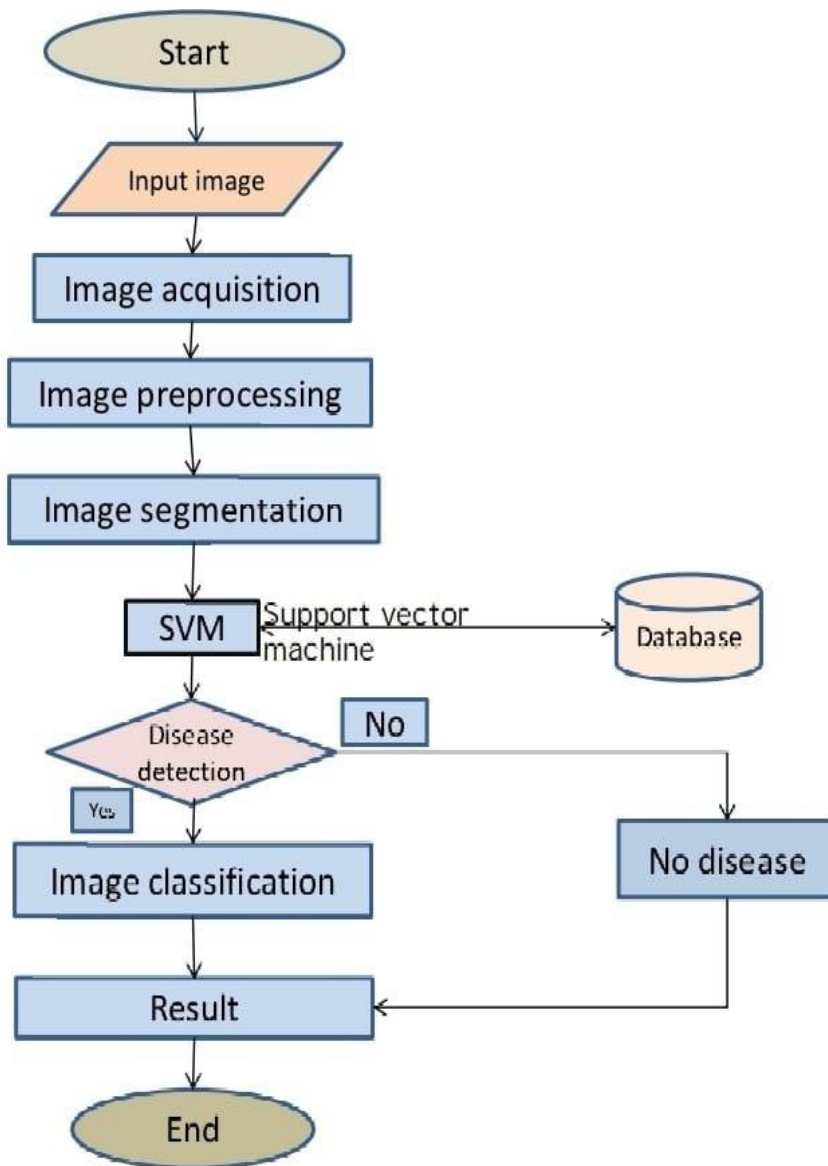 Start
Input image
Image acquisition
Image preprocessing
Image segmentation
SVM
Support vector
machine
Database
Disease
detection
No
Yes
Image classification
No disease
Result
End